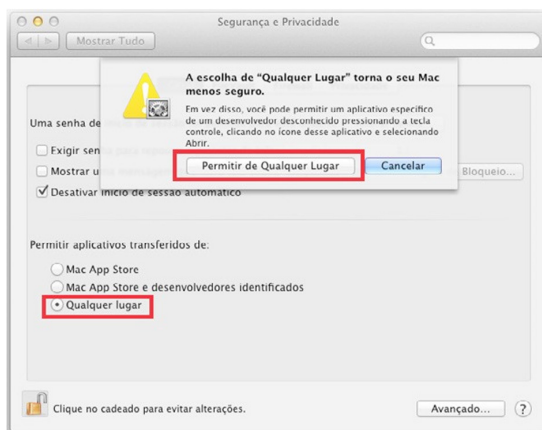 Segurança e Privacidade
Mostrar Tudo
A escolha de “Qualquer Lugar” torna o seu Mac
menos seguro.
Em vez disso, você pode permitir um aplicativo específico
de um desenvolvedor desconhecido pressionando a tecla
controle, clicando no ícone desse aplicativo e selecionando
Abrir.
Permitir de Qualquer Lugar
Cancelar
Uma senha de
Exigir
Mostrar
Bloqueio...
Desativar início de sessão automático
Permitir aplicativos transferidos de:
Mac App Store
Mac App Store e desenvolvedores identificados
Qualquer lugar
Clique no cadeado para evitar alterações.
Avançado...
?